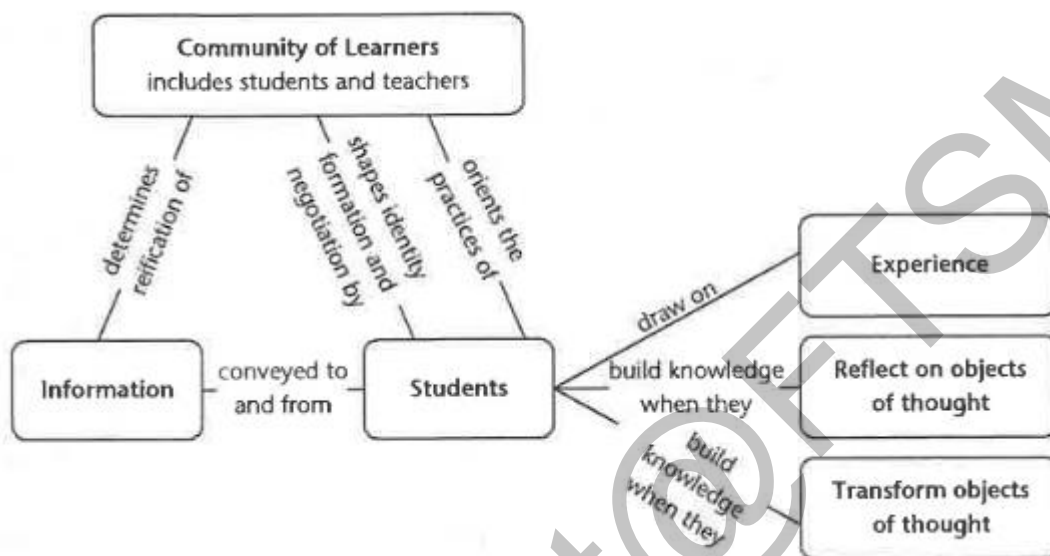 Community of Learners
includes students and teachers
determines
reification of
shapes identity
formation and
negotiation by
orients the
practices of
Information
conveyed to
and from
Students
draw on
Experience
build knowledge
when they
Reflect on objects
of thought
build
knowledge
when they
Transform objects
of thought